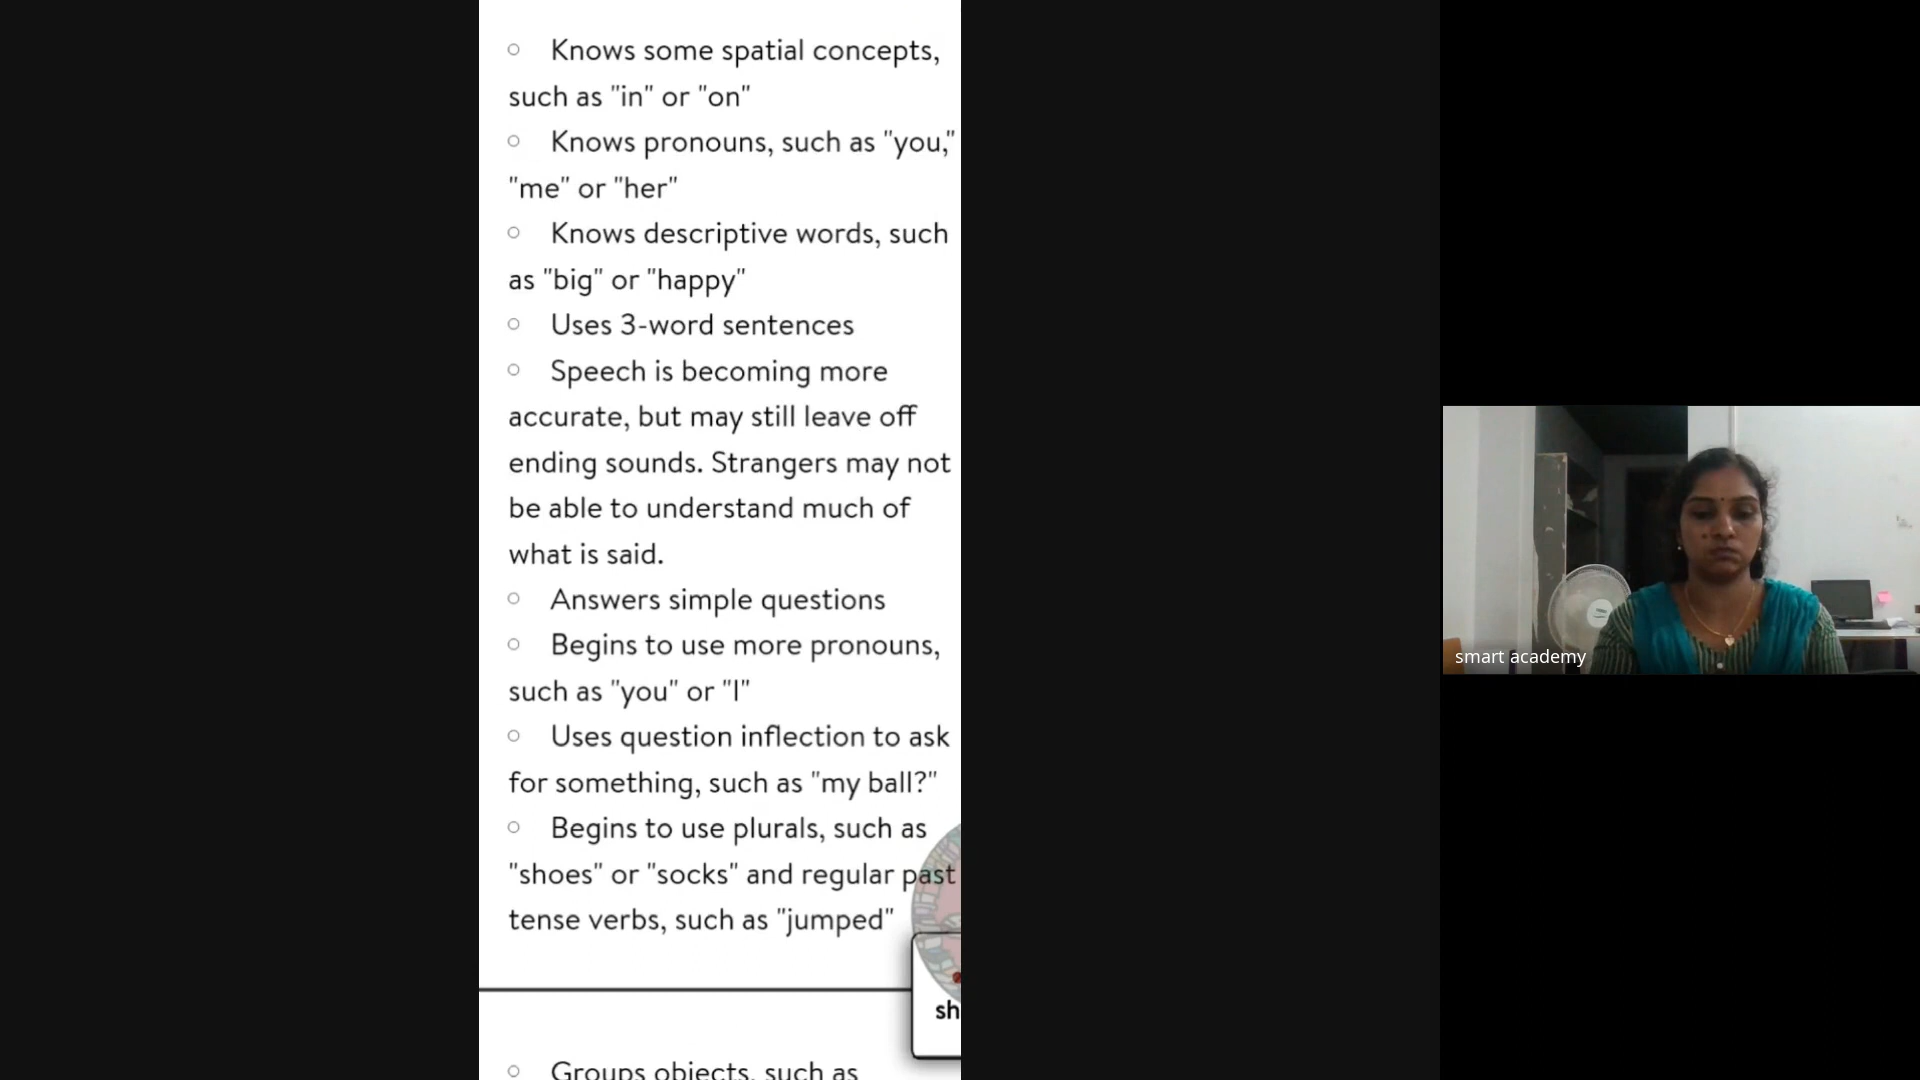 ○ Knows some spatial concepts,
such as "in" or "on"
○ Knows pronouns, such as "you,"
"me" or "her"
○ Knows descriptive words, such
as "big" or "happy"
○ Uses 3-word sentences
○ Speech is becoming more
accurate, but may still leave off
ending sounds. Strangers may not
be able to understand much of
what is said.
○ Answers simple questions
○ Begins to use more pronouns,
such as "you" or "I"
○ Uses question inflection to ask
for something, such as "my ball?"
○ Begins to use plurals, such as
"shoes" or "socks" and regular past
tense verbs, such as "jumped"
sh
○ Groups objects, such as
smart academy